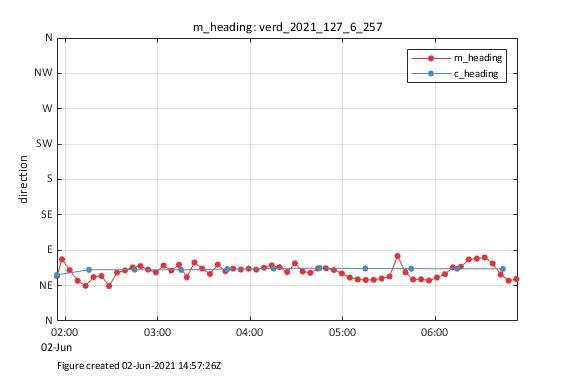 m_heading: verd_2021_127_6_257
N
NW
W
SW
S
SE
E
NE
N
direction
m_heading
c_heading
02:00
03:00
04:00
05:00
06:00
02-Jun
Figure created 02-Jun-2021 14:57:26Z